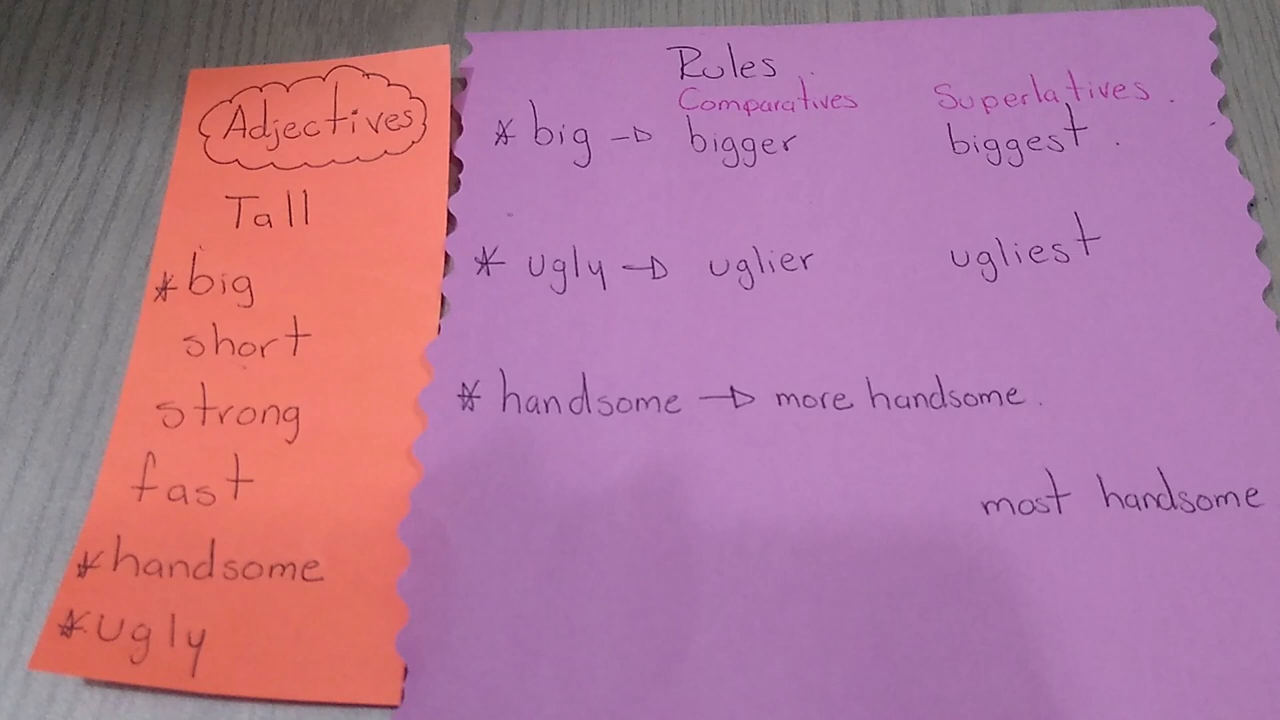 Adjectives
Tall
*big
short
strong
fast
*handsome
*ugly
Rules
Comparatives Superlatives.
* big → bigger biggest.
* ugly → uglier ugliest
* handsome → more handsome.
most handsome